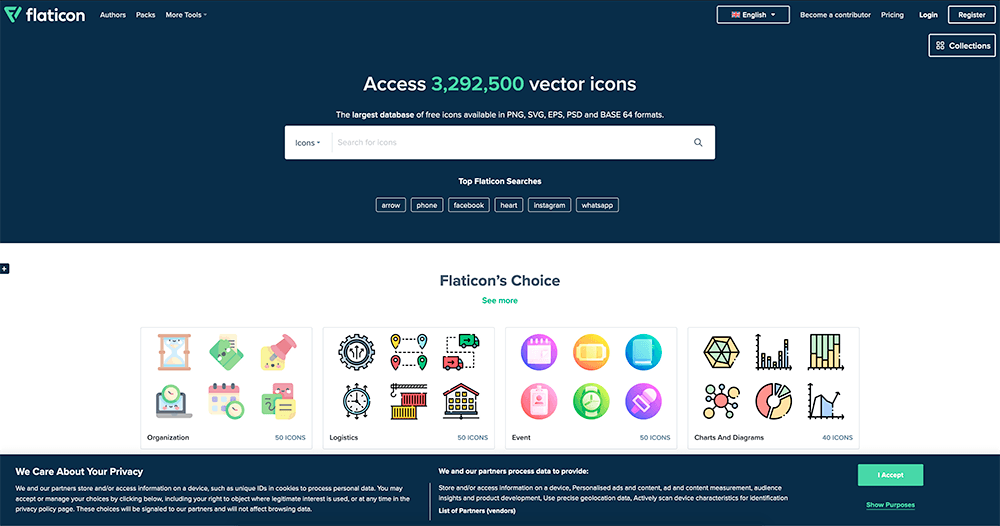 flaticon Authors Packs More Tools English Become a contributor Pricing Login Register
Collections
Access 3,292,500 vector icons
The largest database of free icons available in PNG, SVG, EPS, PSD and BASE 64 formats.
Icons Search for icons
Top Flaticon Searches
arrow phone facebook heart instagram whatsapp
Flaticon's Choice
See more
Organization 50 ICONS Logistics 50 ICONS Event 50 ICONS Charts And Diagrams 40 ICONS
We Care About Your Privacy
We and our partners store and/or access information on a device, such as unique IDs in cookies to process personal data. You may
accept or manage your choices by clicking below, including your right to object where legitimate interest is used, or at any time in the
privacy policy page. These choices will be signaled to our partners and will not affect browsing data.
We and our partners process data to provide:
Store and/or access information on a device, Personalised ads and content, ad and content measurement, audience
insights and product development, Use precise geolocation data, Actively scan device characteristics for identification
List of Partners (vendors)
I Accept
Show Purposes